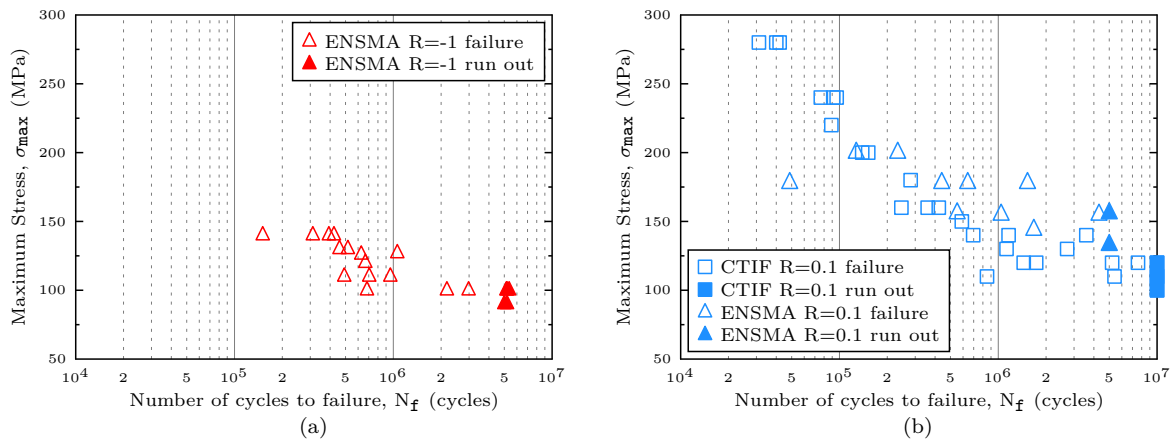 300
250
200
150
100
50
Maximum Stress, σmax (MPa)
ENSMA R=-1 failure
ENSMA R=-1 run out
10^4 2 5 10^5 2 5 10^6 2 5 10^7
Number of cycles to failure, Nf (cycles)
(a)
300
250
200
150
100
50
Maximum Stress, σmax (MPa)
CTIF R=0.1 failure
CTIF R=0.1 run out
ENSMA R=0.1 failure
ENSMA R=0.1 run out
10^4 2 5 10^5 2 5 10^6 2 5 10^7
Number of cycles to failure, Nf (cycles)
(b)